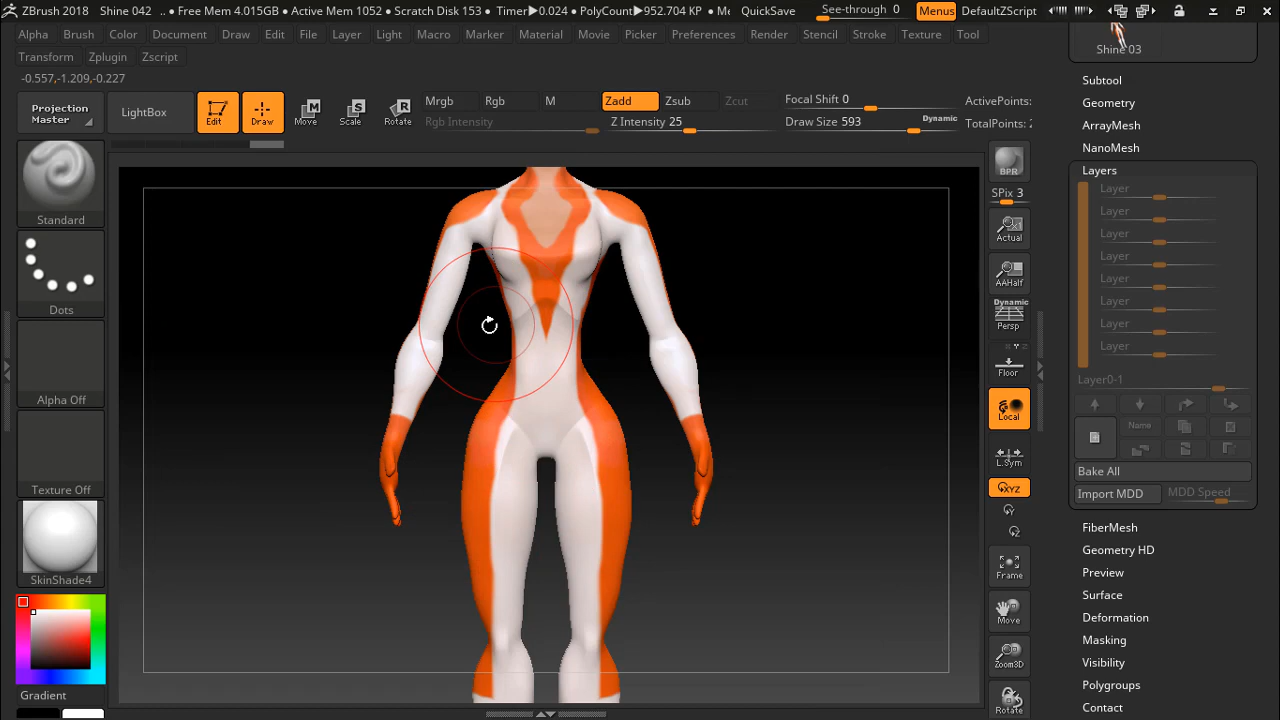 ZBrush 2018 Shine 042 .. ● Free Mem 4.015GB ● Active Mem 1052 ● Scratch Disk 153 ● Timer▶0.024 ● PolyCount▶952.704 KP ● Me QuickSave See-through 0 Menus DefaultZScript
Alpha Brush Color Document Draw Edit File Layer Light Macro Marker Material Movie Picker Preferences Render Stencil Stroke Texture Tool
Transform Zplugin Zscript
-0.557,-1.209,-0.227
Projection Master
LightBox
Edit
Draw
M Move
S Scale
R Rotate
Mrgb Rgb M Zadd Zsub Zcut
Rgb Intensity Z Intensity 25
Focal Shift 0
Draw Size 593 Dynamic
ActivePoints:
TotalPoints: 2
Standard
Dots
Alpha Off
Texture Off
SkinShade4
Gradient
BPR
SPix 3
Actual
AAHalf
Dynamic
Persp
Floor
Local
L.Sym
XYZ
Y
Z
Frame
Move
Zoom3D
Rotate
Shine 03
Subtool
Geometry
ArrayMesh
NanoMesh
Layers
Layer
Layer
Layer
Layer
Layer
Layer
Layer
Layer
Layer0-1
Name
Bake All
Import MDD MDD Speed
FiberMesh
Geometry HD
Preview
Surface
Deformation
Masking
Visibility
Polygroups
Contact